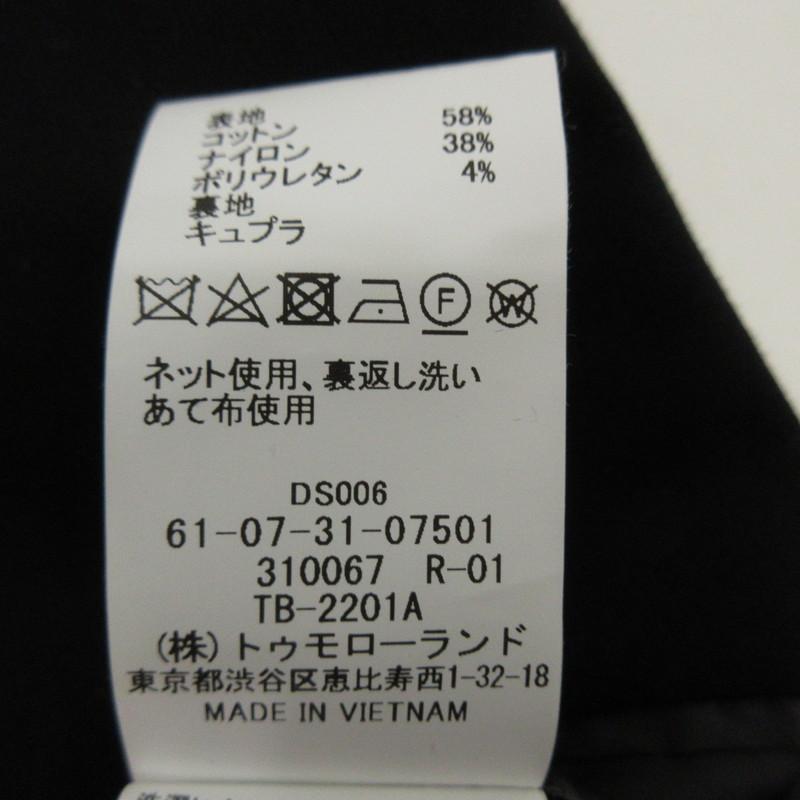 表地
コットン 58%
ナイロン 38%
ポリウレタン 4%
裏地
キュプラ
F
W
ネット使用、裏返し洗い
あて布使用
DS006
61-07-31-07501
310067 R-01
TB-2201A
(株)トゥモローランド
東京都渋谷区恵比寿西1-32-18
MADE IN VIETNAM